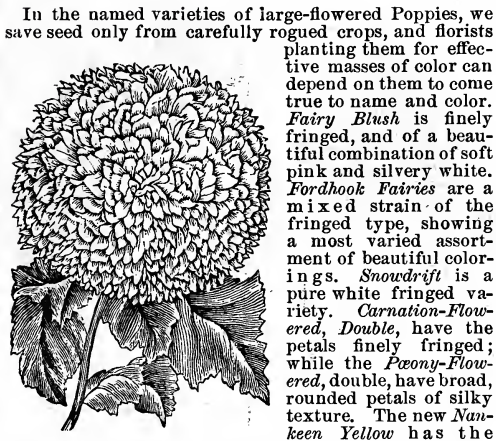 In the named varieties of large-flowered Poppies, we
save seed only from carefully rogued crops, and florists
planting them for effec-
tive masses of color can
depend on them to come
true to name and color.
Fairy Blush is finely
fringed, and of a beau-
tiful combination of soft
pink and silvery white.
Fordhook Fairies are a
mixed strain of the
fringed type, showing
a most varied assort-
ment of beautiful color-
ings. Snowdrift is a
pure white fringed va-
riety. Carnation-Flow-
ered, Double, have the
petals finely fringed;
while the Pæony-Flow-
ered, double, have broad,
rounded petals of silky
texture. The new Nan-
keen Yellow has the